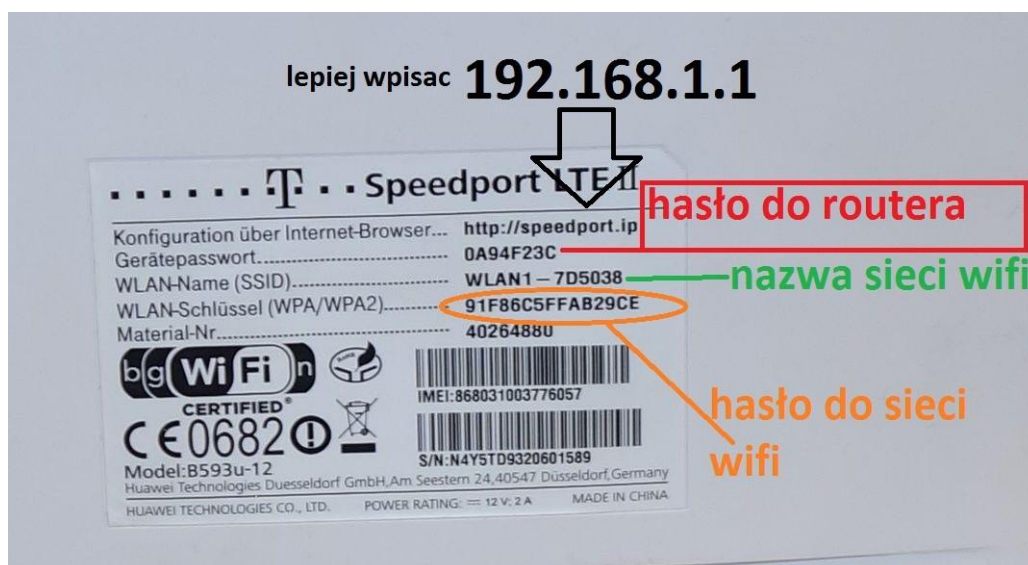 lepiej wpisac 192.168.1.1
T Speedport LTE II
hasło do routera
Konfiguration über Internet-Browser... http://speedport.ip
Gerätepasswort 0A94F23C
WLAN-Name (SSID) WLAN1 – 7D5038
nazwa sieci wifi
WLAN-Schlüssel (WPA/WPA2) 91F86C5FFAB29CE
Material-Nr. 40264880
hasło do sieci
wifi
b g Wi Fi n RoHS
CERTIFIED
IMEI:868031003776057
CE0682
S/N:N4Y5TD9320601589
Model:B593u-12
Huawei Technologies Duesseldorf GmbH,Am Seestern 24,40547 Düsseldorf,Germany
HUAWEI TECHNOLOGIES CO., LTD. POWER RATING: 12 V; 2 A MADE IN CHINA